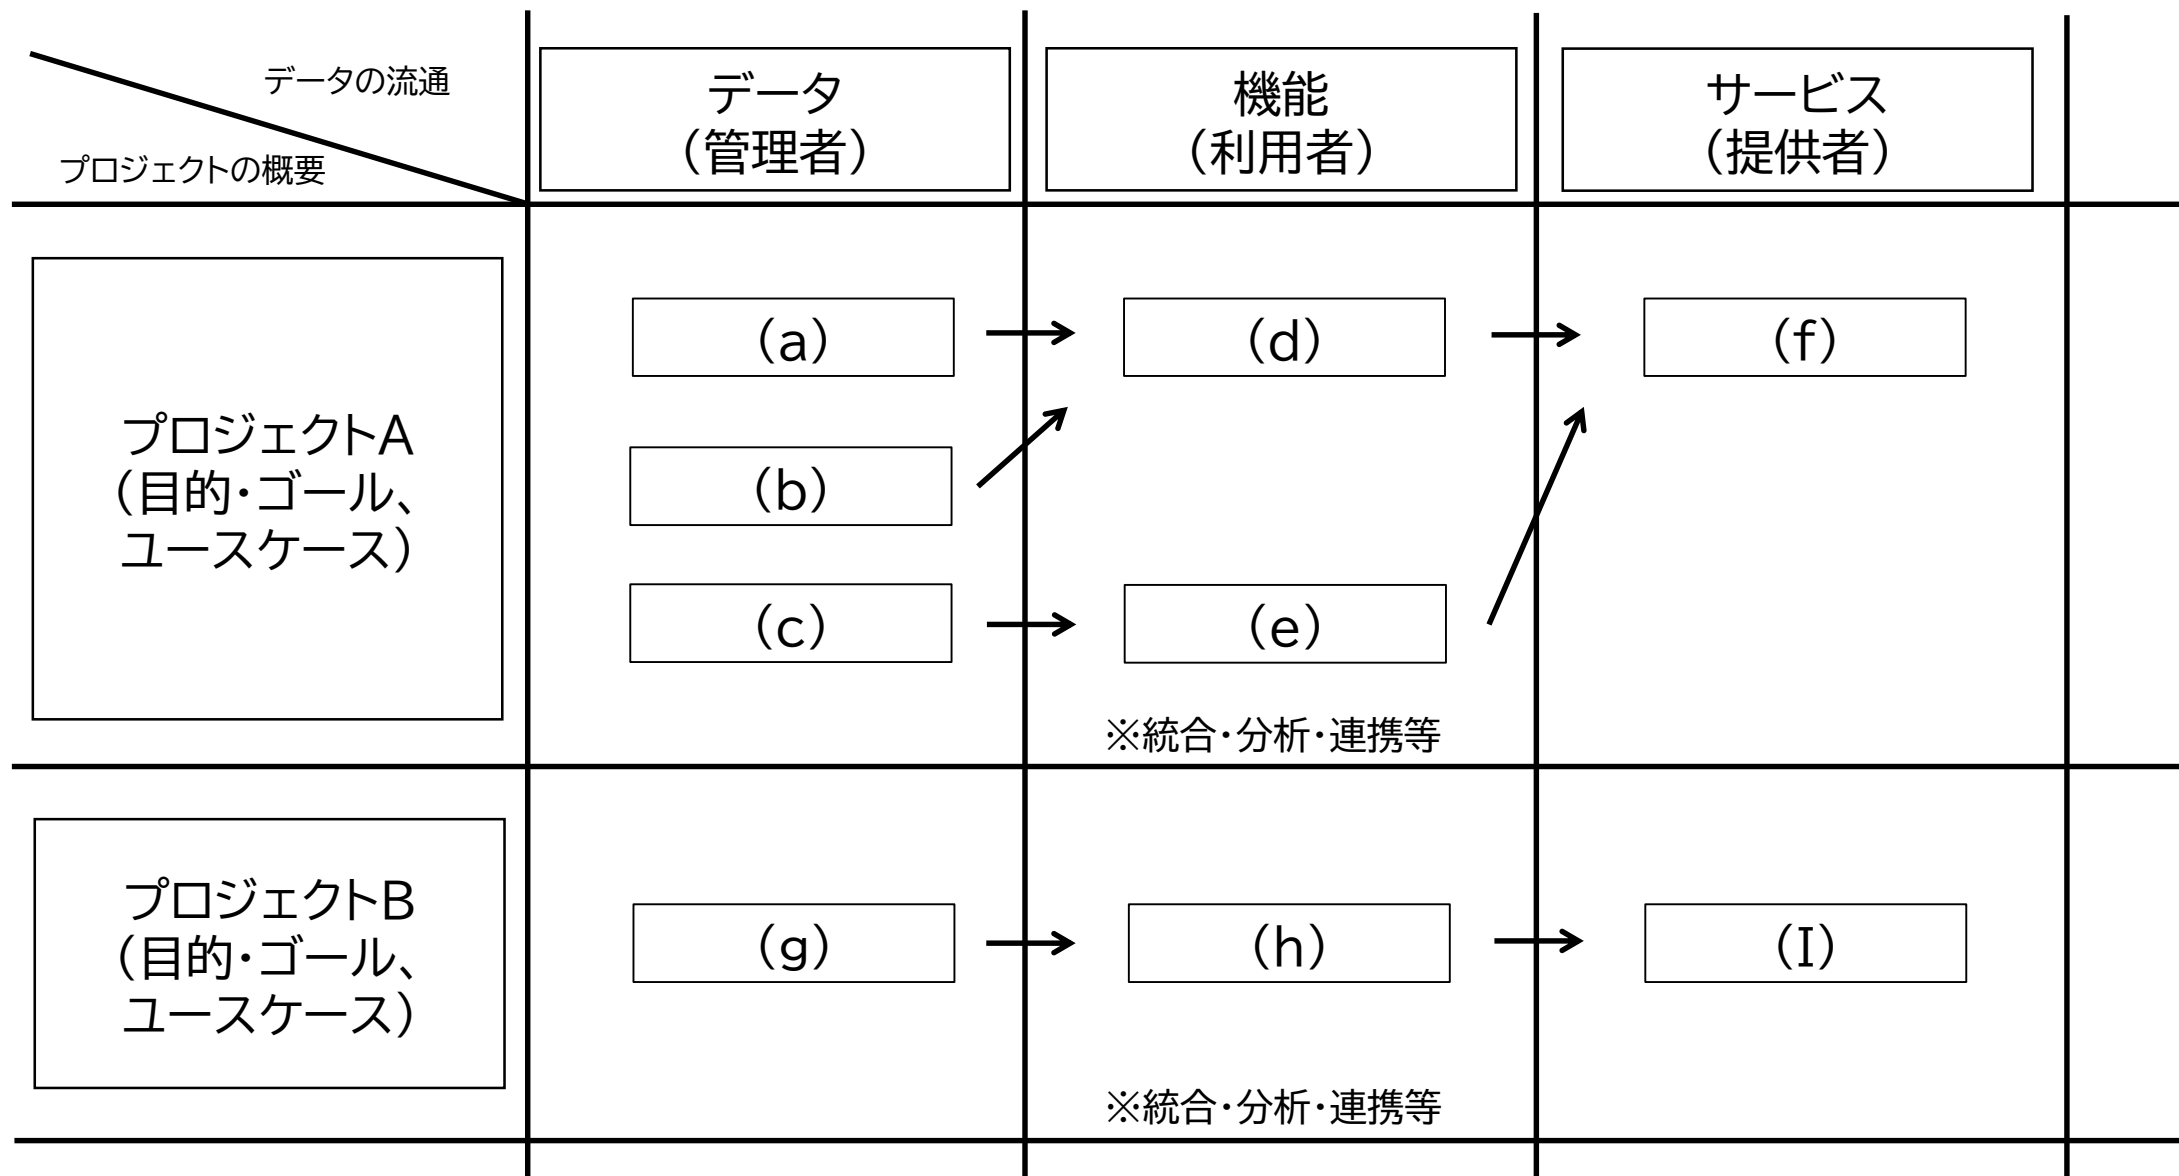 データの流通
プロジェクトの概要
データ
（管理者）
機能
（利用者）
サービス
（提供者）
プロジェクトA
（目的・ゴール、
ユースケース）
（a）
（d）
（f）
（b）
（c）
（e）
※統合・分析・連携等
プロジェクトB
（目的・ゴール、
ユースケース）
（g）
（h）
（I）
※統合・分析・連携等